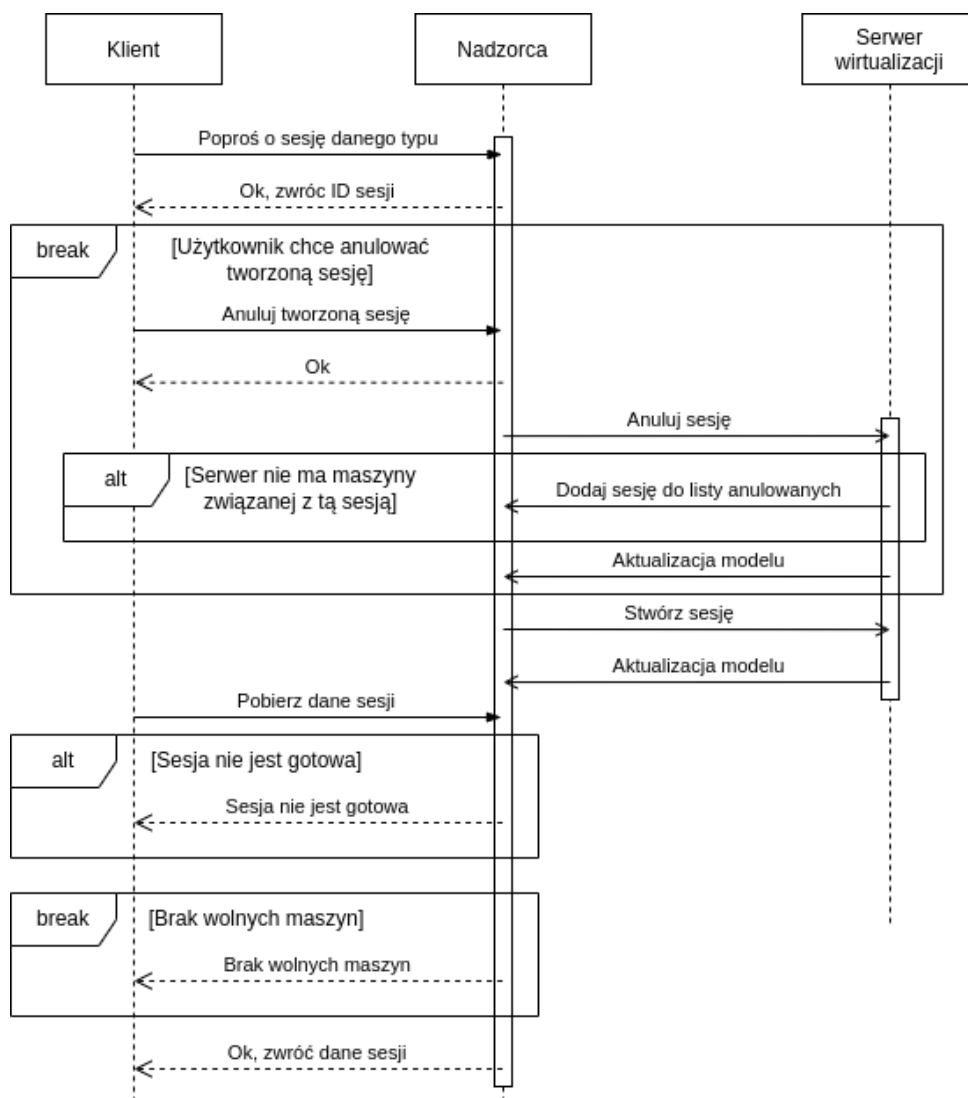 Klient
Nadzorca
Serwer
wirtualizacji
Poproś o sesję danego typu
Ok, zwróc ID sesji
break
[Użytkownik chce anulować
tworzoną sesję]
Anuluj tworzoną sesję
Ok
Anuluj sesję
alt
[Serwer nie ma maszyny
związanej z tą sesją]
Dodaj sesję do listy anulowanych
Aktualizacja modelu
Stwórz sesję
Aktualizacja modelu
Pobierz dane sesji
alt
[Sesja nie jest gotowa]
Sesja nie jest gotowa
break
[Brak wolnych maszyn]
Brak wolnych maszyn
Ok, zwróć dane sesji